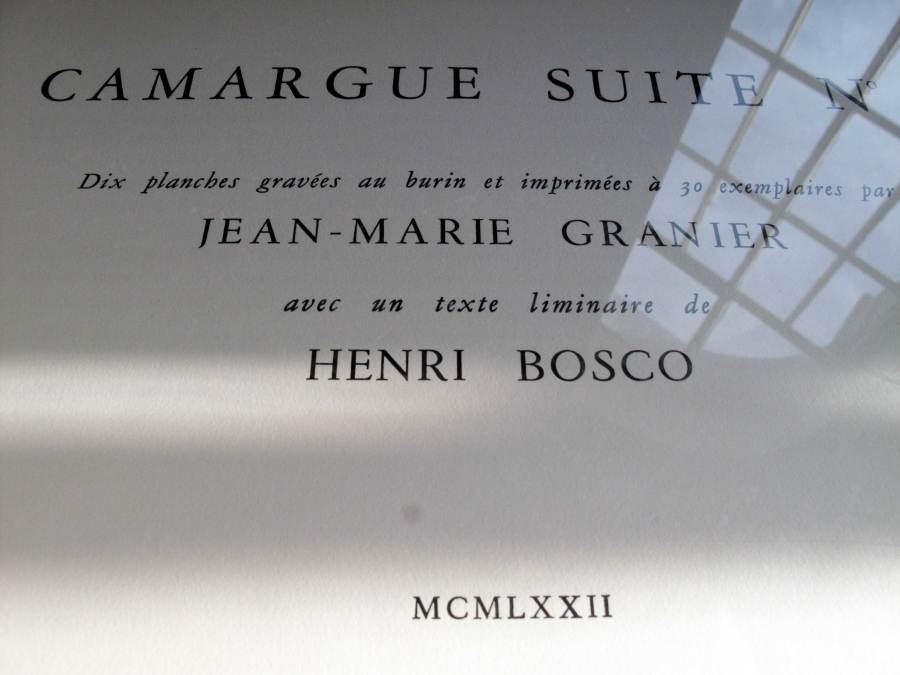 CAMARGUE SUITE N°
Dix planches gravées au burin et imprimées à 30 exemplaires par
JEAN-MARIE GRANIER
avec un texte liminaire de
HENRI BOSCO
MCMLXXII